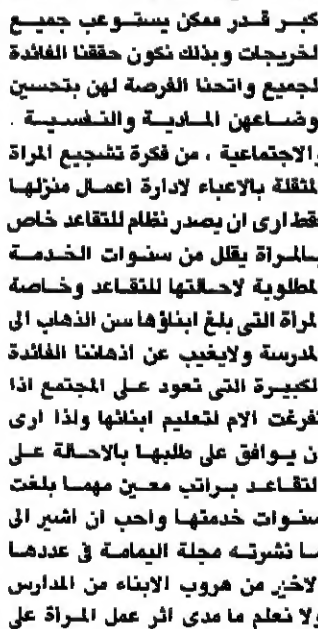 كبر قدر ممكن يستوعب جميع
لخريجات وبذلك نكون حققنا الفائدة
لجميع واتحنا الفرصة لهن بتحسين
وضاعهن المادية والنفسية .
والاجتماعية ، من فكرة تشجيع المراة
لمثقلة بالاعباء لادارة اعمال منزلها
قط ارى ان يصدر نظام للتقاعد خاص
بالمراة يقلل من سنوات الخدمة
لمطلوبة لاحالتها للتقاعد وخاصة
لمرأة التى بلغ ابناؤها سن الذهاب الى
لمدرسة ولايغيب عن اذهاننا الفائدة
لكبيرة التى تعود على المجتمع اذا
تفرغت الام لتعليم ابنائها ولذا ارى
ن يوافق على طلبها بالاحالة على
لتقاعد براتب معين مهما بلغت
سنوات خدمتها واحب ان اشير الى
ما نشرته مجلة اليمامة في عددها
لاخير من هروب الابناء من المدارس
ولا نعلم ما مدى اثر عمل المراة على